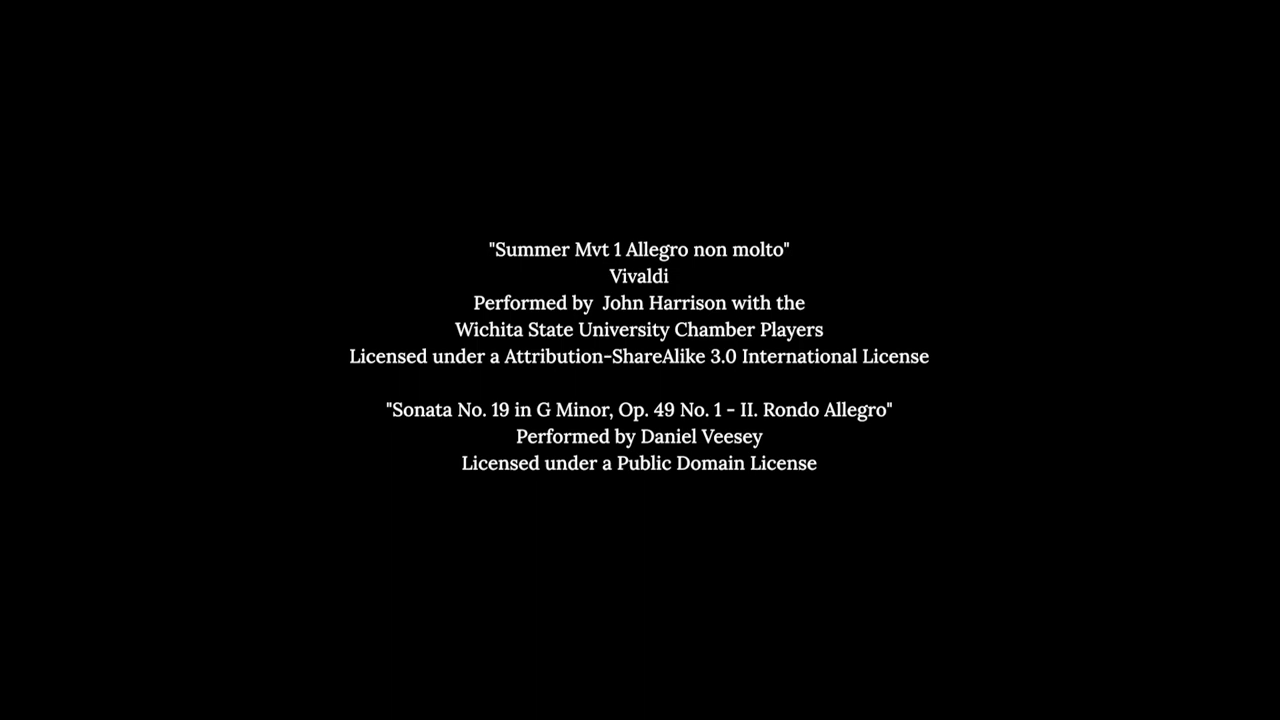 "Summer Mvt 1 Allegro non molto"
Vivaldi
Performed by  John Harrison with the
Wichita State University Chamber Players
Licensed under a Attribution-ShareAlike 3.0 International License
"Sonata No. 19 in G Minor, Op. 49 No. 1 - II. Rondo Allegro"
Performed by Daniel Veesey
Licensed under a Public Domain License